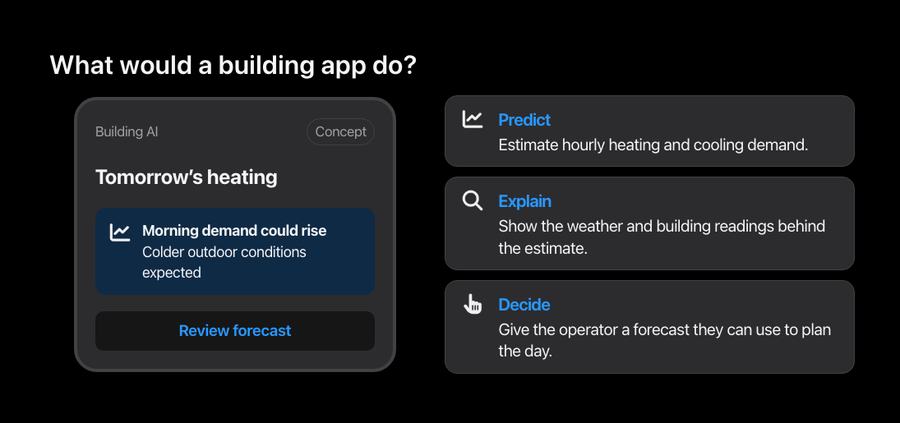 What would a building app do?
Building AI
Concept
Tomorrow’s heating
Morning demand could rise
Colder outdoor conditions
expected
Review forecast
Predict
Estimate hourly heating and cooling demand.
Explain
Show the weather and building readings behind
the estimate.
Decide
Give the operator a forecast they can use to plan
the day.